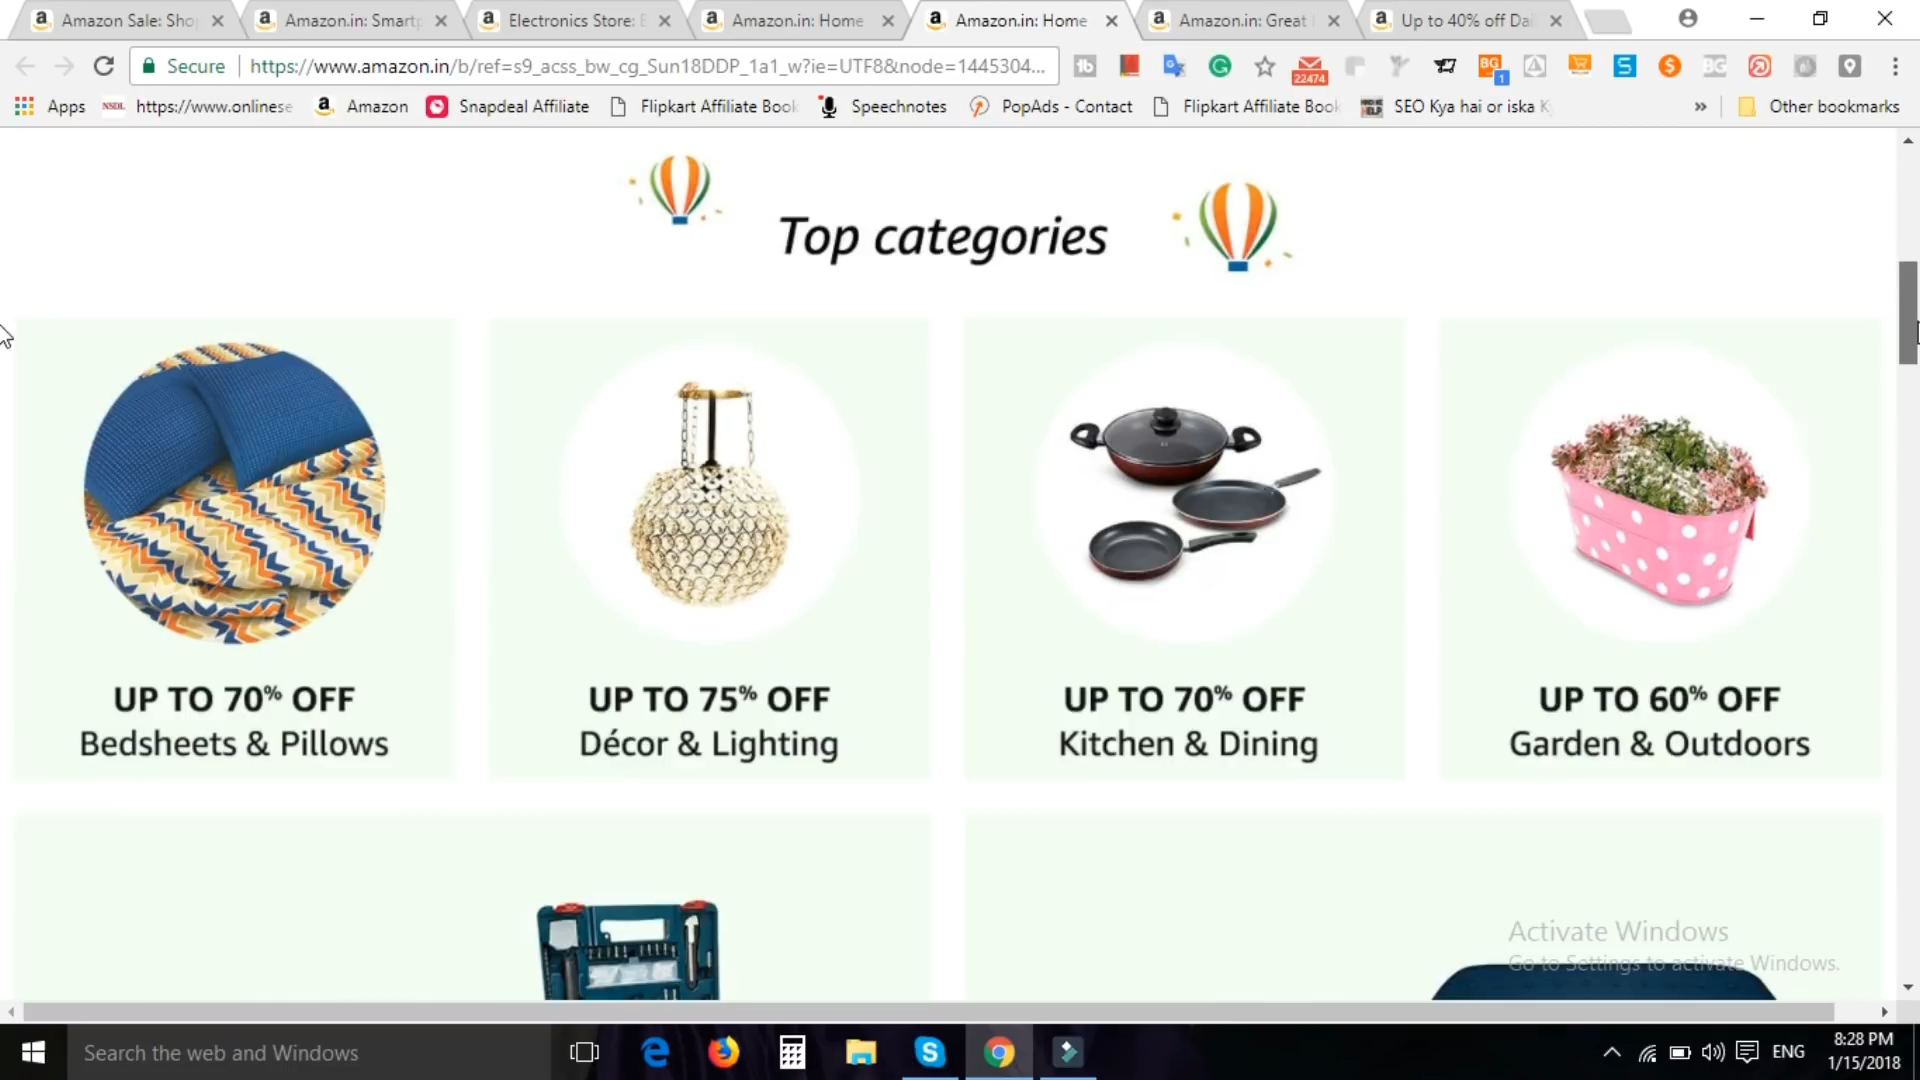 Amazon Sale: Sho
Amazon.in: Smart
Electronics Store:
Amazon.in: Home
Amazon.in: Home
Amazon.in: Great
Up to 40% off Dai
Secure
https://www.amazon.in/b/ref=s9_acss_bw_cg_Sun18DDP_1a1_w?ie=UTF8&node=1445304...
22474
BG
1
BG
Apps
NSDL
https://www.onlinese
Amazon
Snapdeal Affiliate
Flipkart Affiliate Book
Speechnotes
PopAds - Contact
Flipkart Affiliate Book
SEO Kya hai or iska K
»
Other bookmarks
Top categories
UP TO 70% OFF
Bedsheets & Pillows
UP TO 75% OFF
Décor & Lighting
UP TO 70% OFF
Kitchen & Dining
UP TO 60% OFF
Garden & Outdoors
Activate Windows
Go to Settings to activate Windows.
Search the web and Windows
ENG
8:28 PM
1/15/2018